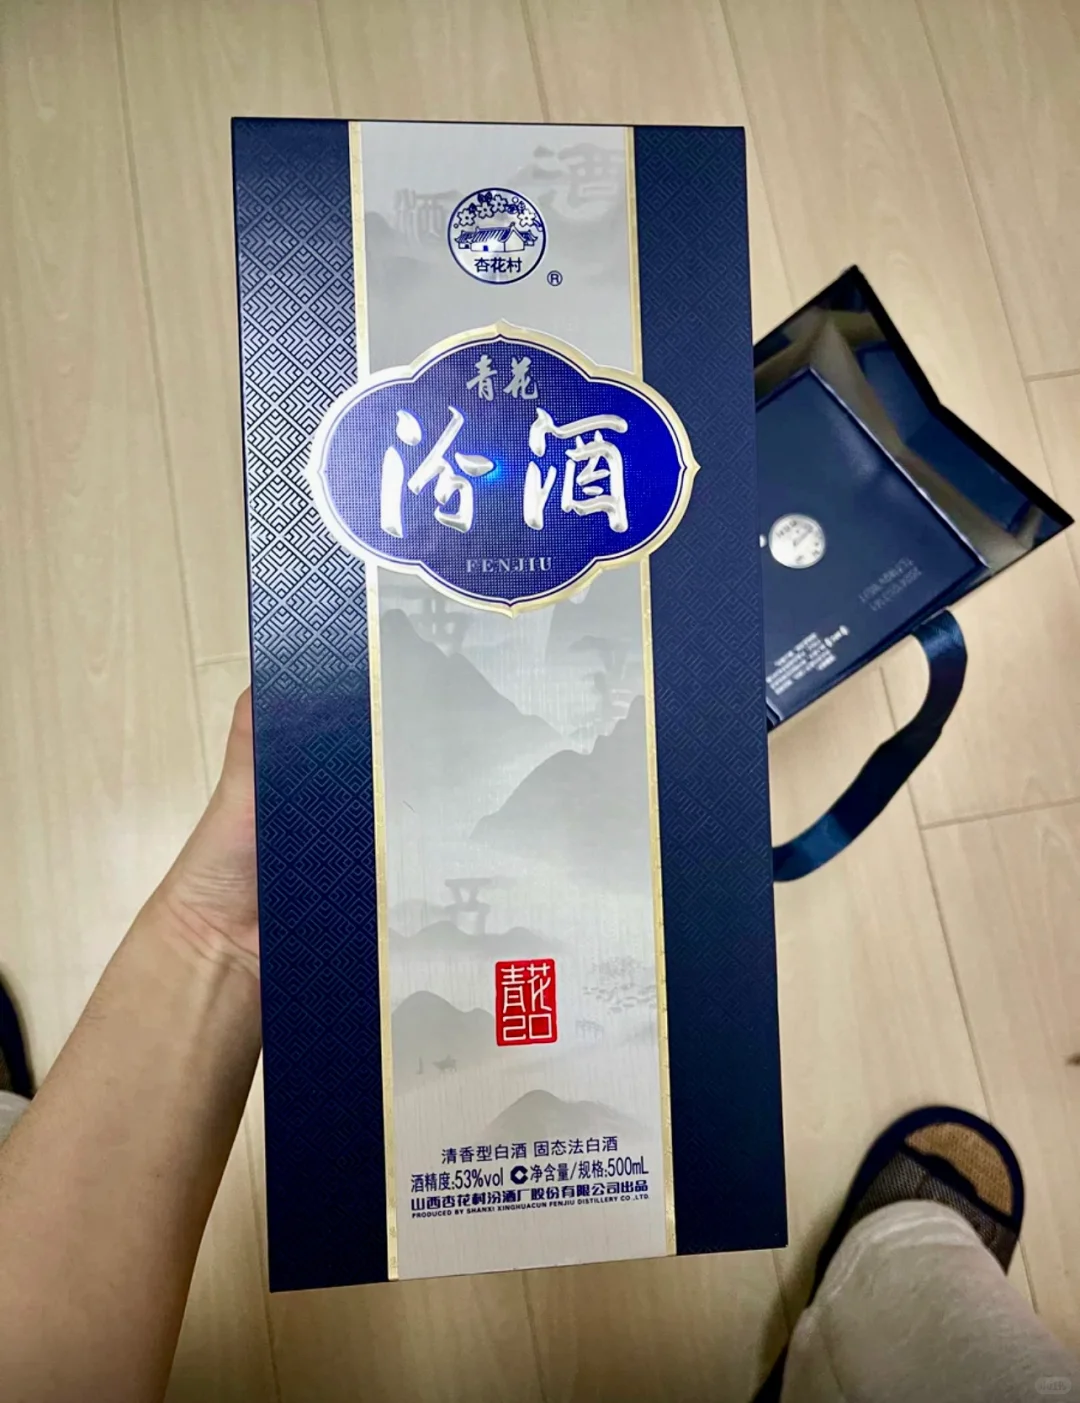 杏花村
®
青花
汾酒
FENJIU
青花
20
清香型白酒 固态法白酒
酒精度:53%vol 净含量/规格:500mL
山西杏花村汾酒厂股份有限公司出品
PRODUCED BY SHANXI XINGHUACUN FENJIU DISTILLERY CO.,LTD.